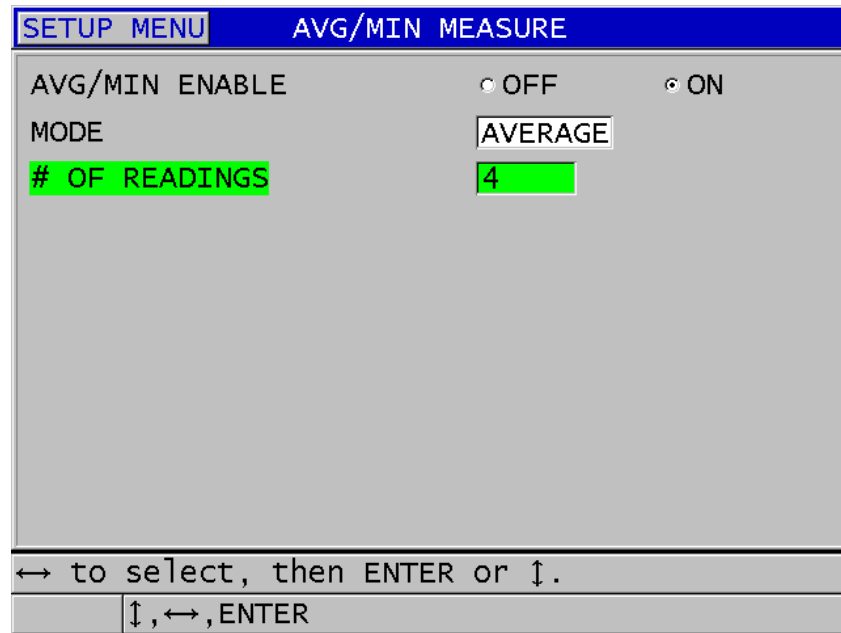 SETUP MENU AVG/MIN MEASURE
AVG/MIN ENABLE OFF ON
MODE AVERAGE
# OF READINGS 4
↔ to select, then ENTER or ↕.
↕,↔,ENTER